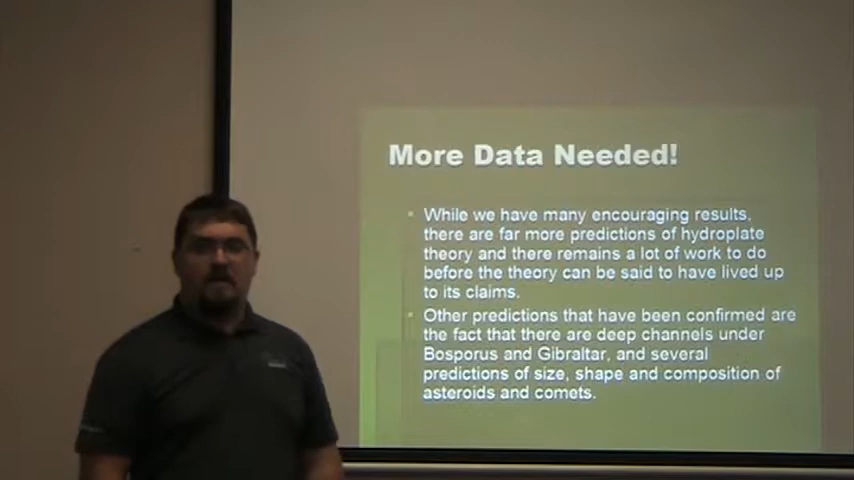 More Data Needed!
While we have many encouraging results,
there are far more predictions of hydroplate
theory and there remains a lot of work to do
before the theory can be said to have lived up
to its claims.
Other predictions that have been confirmed are
the fact that there are deep channels under
Bosporus and Gibraltar, and several
predictions of size, shape and composition of
asteroids and comets.